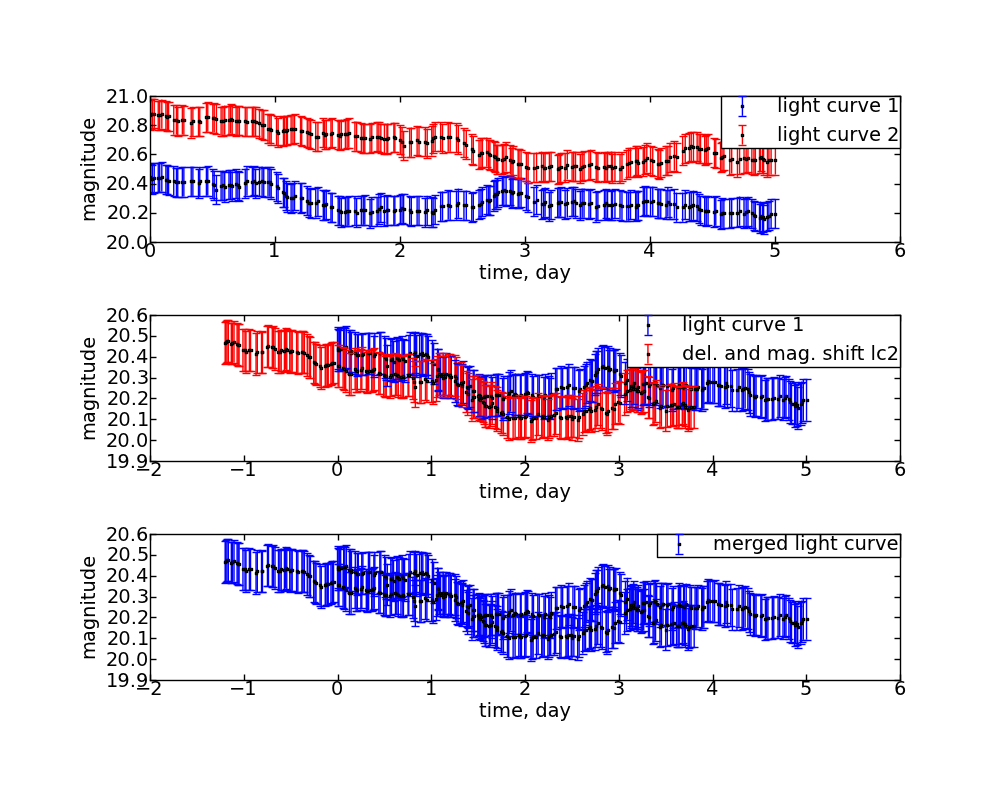 21.0
20.8
20.6
20.4
20.2
20.0
magnitude
light curve 1
light curve 2
0 1 2 3 4 5 6
time, day
20.6
20.5
20.4
20.3
20.2
20.1
20.0
19.9
magnitude
light curve 1
del. and mag. shift lc2
−2 −1 0 1 2 3 4 5 6
time, day
20.6
20.5
20.4
20.3
20.2
20.1
20.0
19.9
magnitude
merged light curve
−2 −1 0 1 2 3 4 5 6
time, day